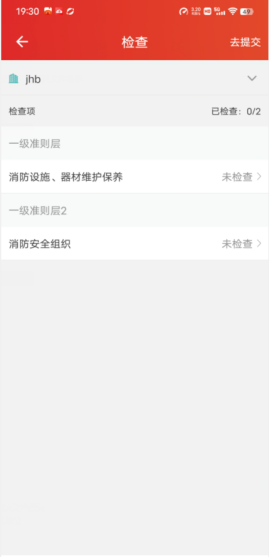 19:30
检查
去提交
jhb
检查项 已检查：0/2
一级准则层
消防设施、器材维护保养 未检查
一级准则层2
消防安全组织 未检查